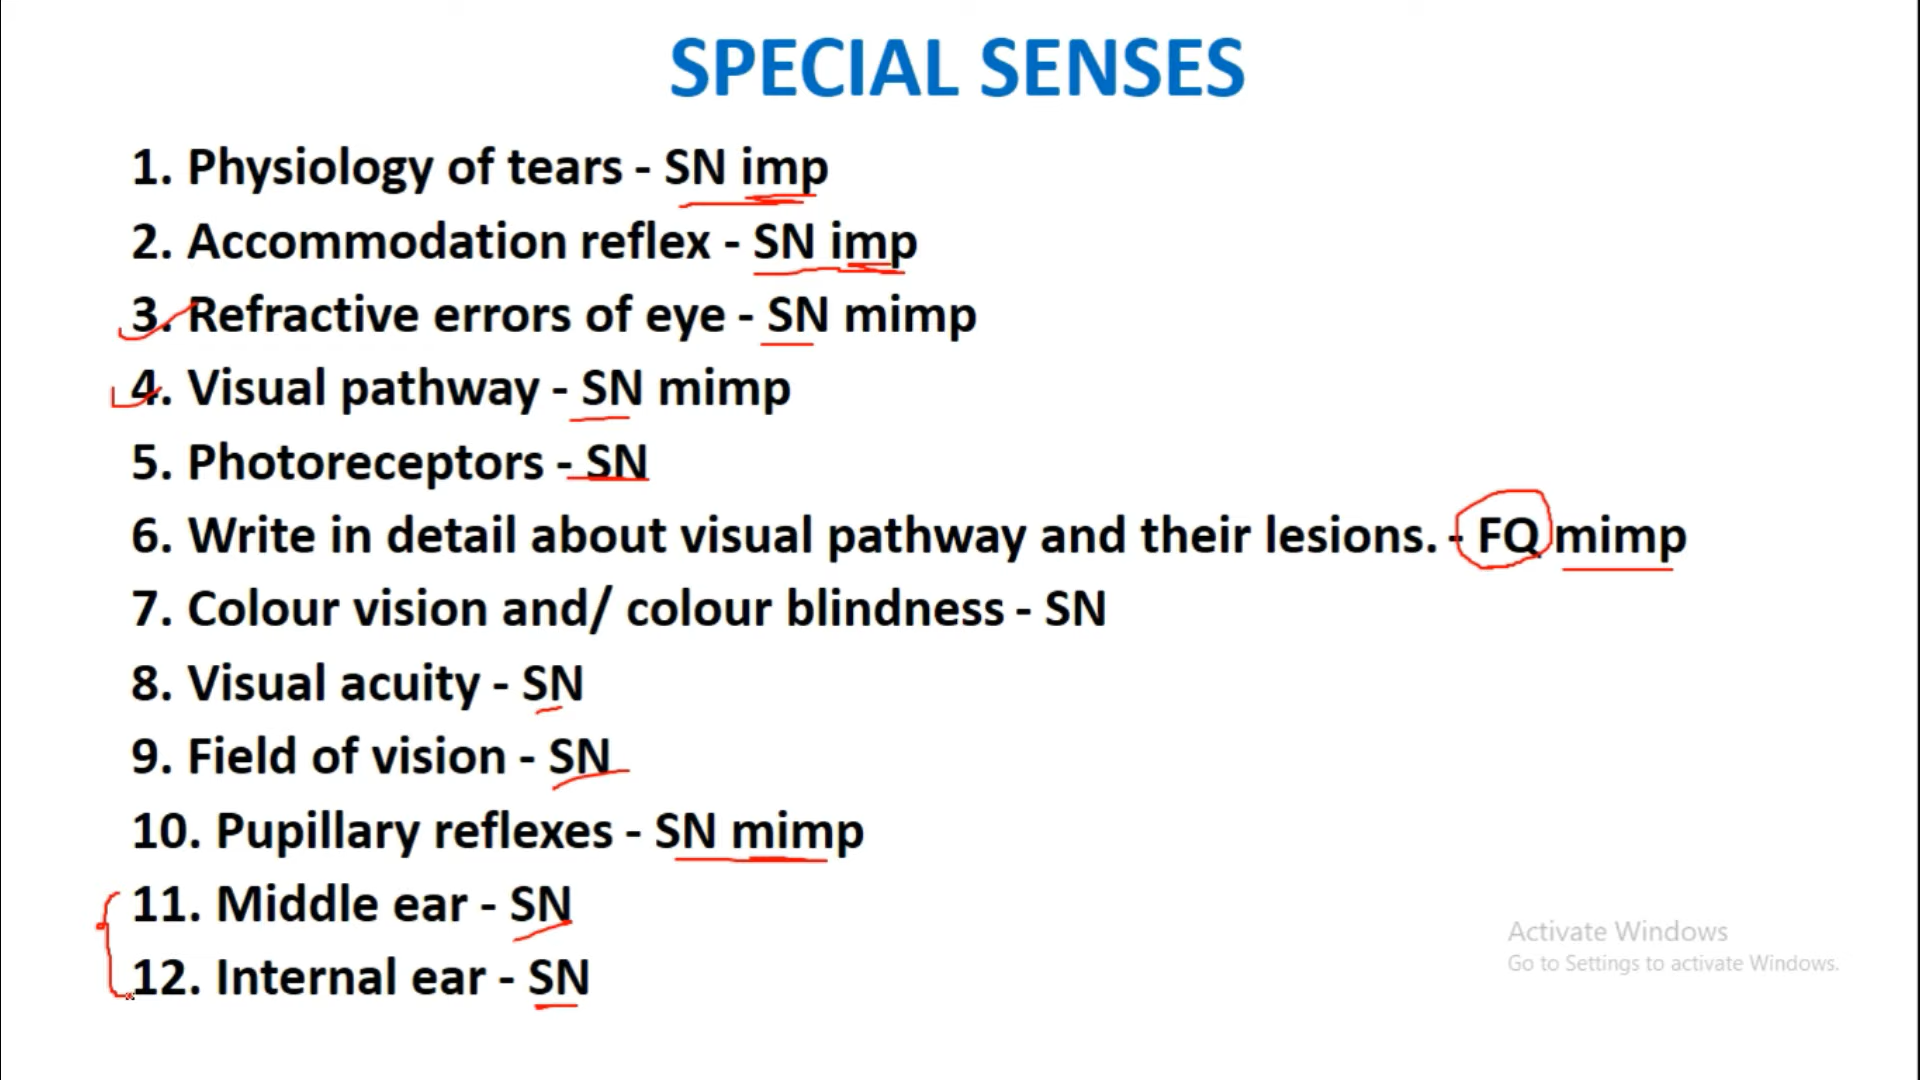 SPECIAL SENSES
1. Physiology of tears - SN imp
2. Accommodation reflex - SN imp
3. Refractive errors of eye - SN mimp
4. Visual pathway - SN mimp
5. Photoreceptors - SN
6. Write in detail about visual pathway and their lesions. - FQ mimp
7. Colour vision and/ colour blindness - SN
8. Visual acuity - SN
9. Field of vision - SN
10. Pupillary reflexes - SN mimp
11. Middle ear - SN
12. Internal ear - SN
Activate Windows
Go to Settings to activate Windows.